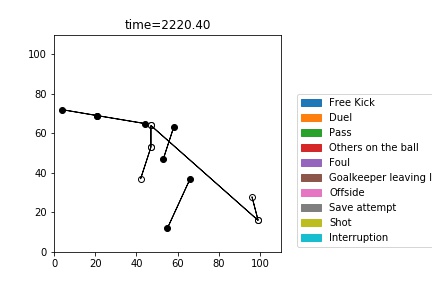 time=2220.40
100
80
60
40
20
0
0 20 40 60 80 100
Free Kick
Duel
Pass
Others on the ball
Foul
Goalkeeper leaving l
Offside
Save attempt
Shot
Interruption